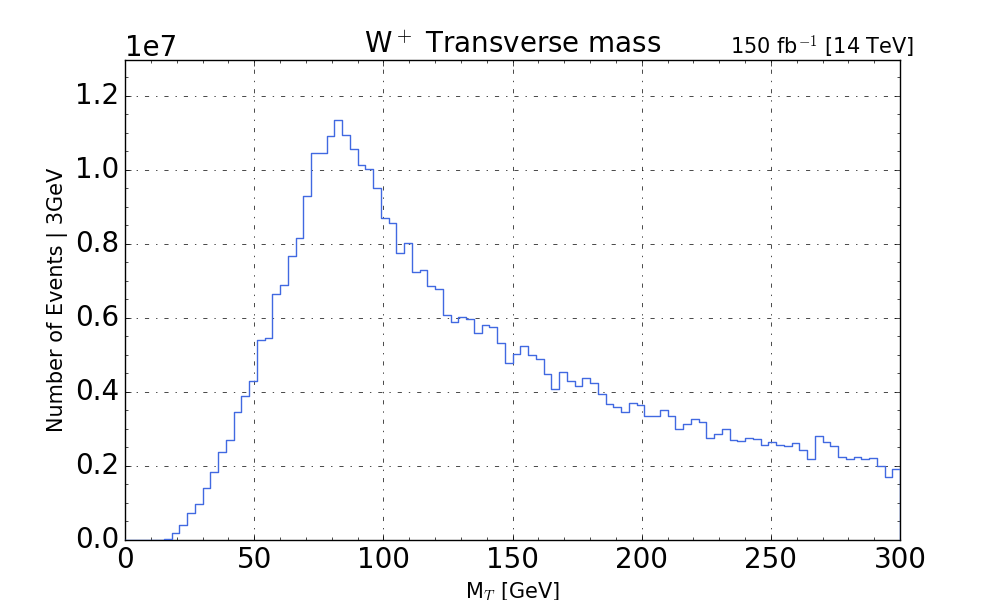 1e7
W⁺ Transverse mass
150 fb⁻¹ [14 TeV]
1.2
1.0
0.8
0.6
0.4
0.2
0.0
Number of Events | 3GeV
0 50 100 150 200 250 300
M_T [GeV]